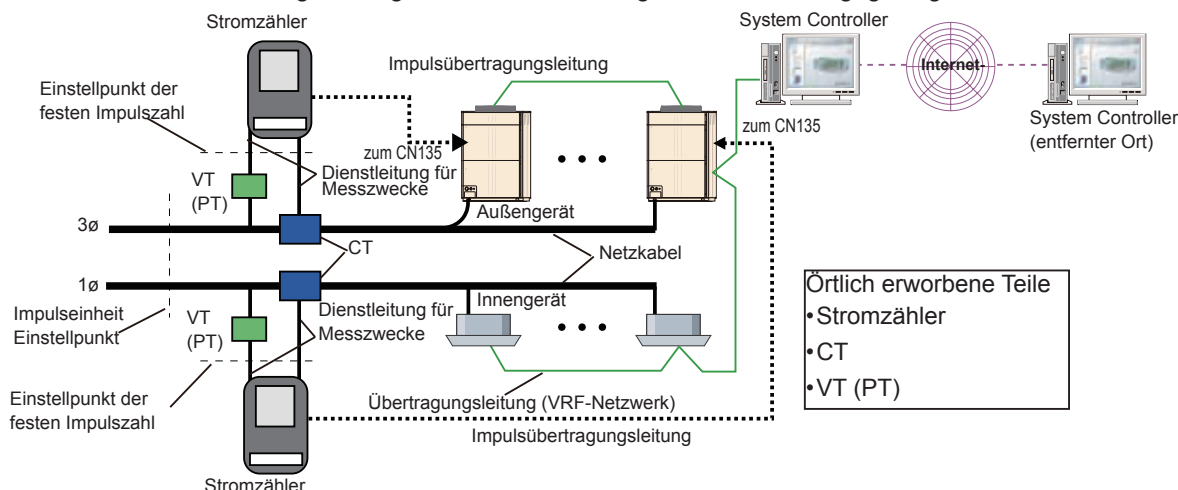 Stromzähler
System Controller
Impulsübertragungsleitung
Internet-
Einstellpunkt der
festen Impulszahl
zum CN135
zum CN135
System Controller
(entfernter Ort)
VT
(PT)
Dienstleitung für
Messzwecke
Außengerät
3ø
CT
Netzkabel
1ø
Innengerät
Örtlich erworbene Teile
•Stromzähler
•CT
•VT (PT)
Impulseinheit
Einstellpunkt
VT
(PT)
Dienstleitung für
Messzwecke
Einstellpunkt der
festen Impulszahl
Übertragungsleitung (VRF-Netzwerk)
Impulsübertragungsleitung
Stromzähler